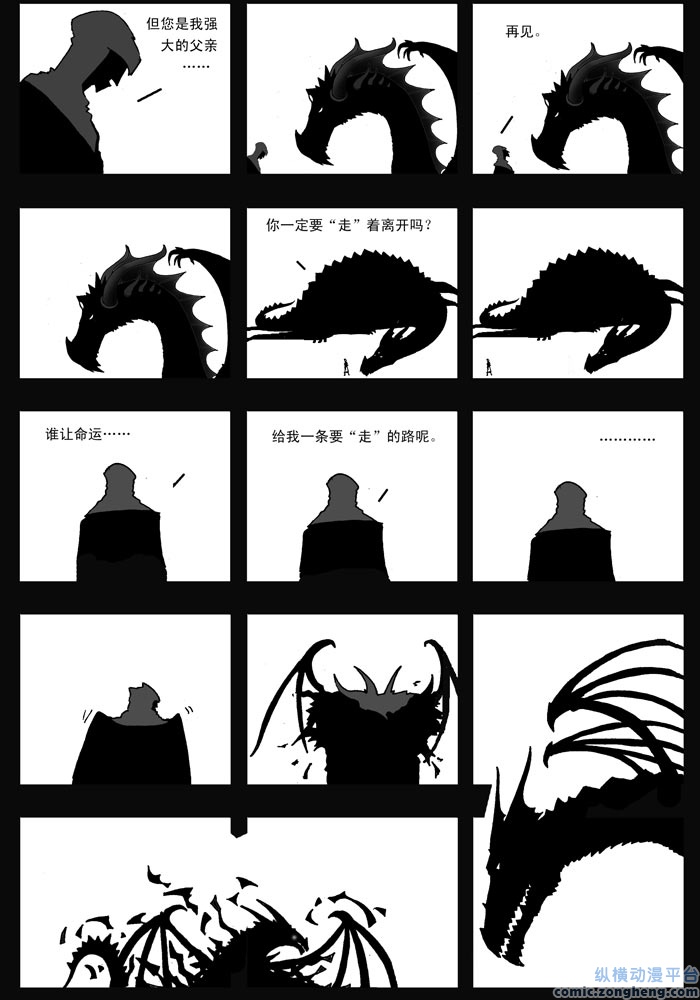 但您是我强
大的父亲
……
再见。
你一定要“走”着离开吗？
谁让命运……
给我一条要“走”的路呢。
…………
纵横动漫平台
comic.zongheng.com